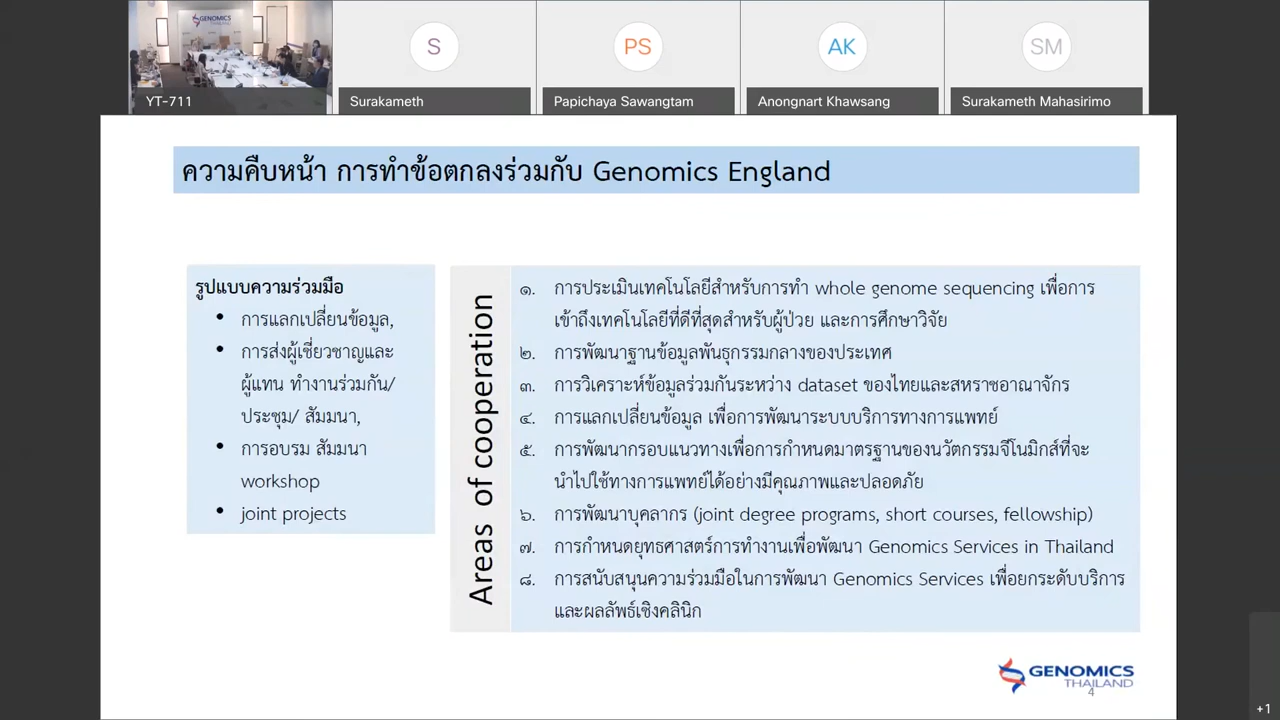 GENOMICS
THAILAND
S
PS
AK
SM
YT-711
Surakameth
Papichaya Sawangtam
Anongnart Khawsang
Surakameth Mahasirimo
ความคืบหน้า การทำข้อตกลงร่วมกับ Genomics England
รูปแบบความร่วมมือ
• การแลกเปลี่ยนข้อมูล,
• การส่งผู้เชี่ยวชาญและ
ผู้แทน ทำงานร่วมกัน/
ประชุม/ สัมมนา,
• การอบรม สัมมนา
workshop
• joint projects
Areas of cooperation
๑. การประเมินเทคโนโลยีสำหรับการทำ whole genome sequencing เพื่อการ
เข้าถึงเทคโนโลยีที่ดีที่สุดสำหรับผู้ป่วย และการศึกษาวิจัย
๒. การพัฒนาฐานข้อมูลพันธุกรรมกลางของประเทศ
๓. การวิเคราะห์ข้อมูลร่วมกันระหว่าง dataset ของไทยและสหราชอาณาจักร
๔. การแลกเปลี่ยนข้อมูล เพื่อการพัฒนาระบบบริการทางการแพทย์
๕. การพัฒนากรอบแนวทางเพื่อการกำหนดมาตรฐานของนวัตกรรมจีโนมิกส์ที่จะ
นำไปใช้ทางการแพทย์ได้อย่างมีคุณภาพและปลอดภัย
๖. การพัฒนาบุคลากร (joint degree programs, short courses, fellowship)
๗. การกำหนดยุทธศาสตร์การทำงานเพื่อพัฒนา Genomics Services in Thailand
๘. การสนับสนุนความร่วมมือในการพัฒนา Genomics Services เพื่อยกระดับบริการ
และผลลัพธ์เชิงคลินิก
GENOMICS
THAILAND
4
+1